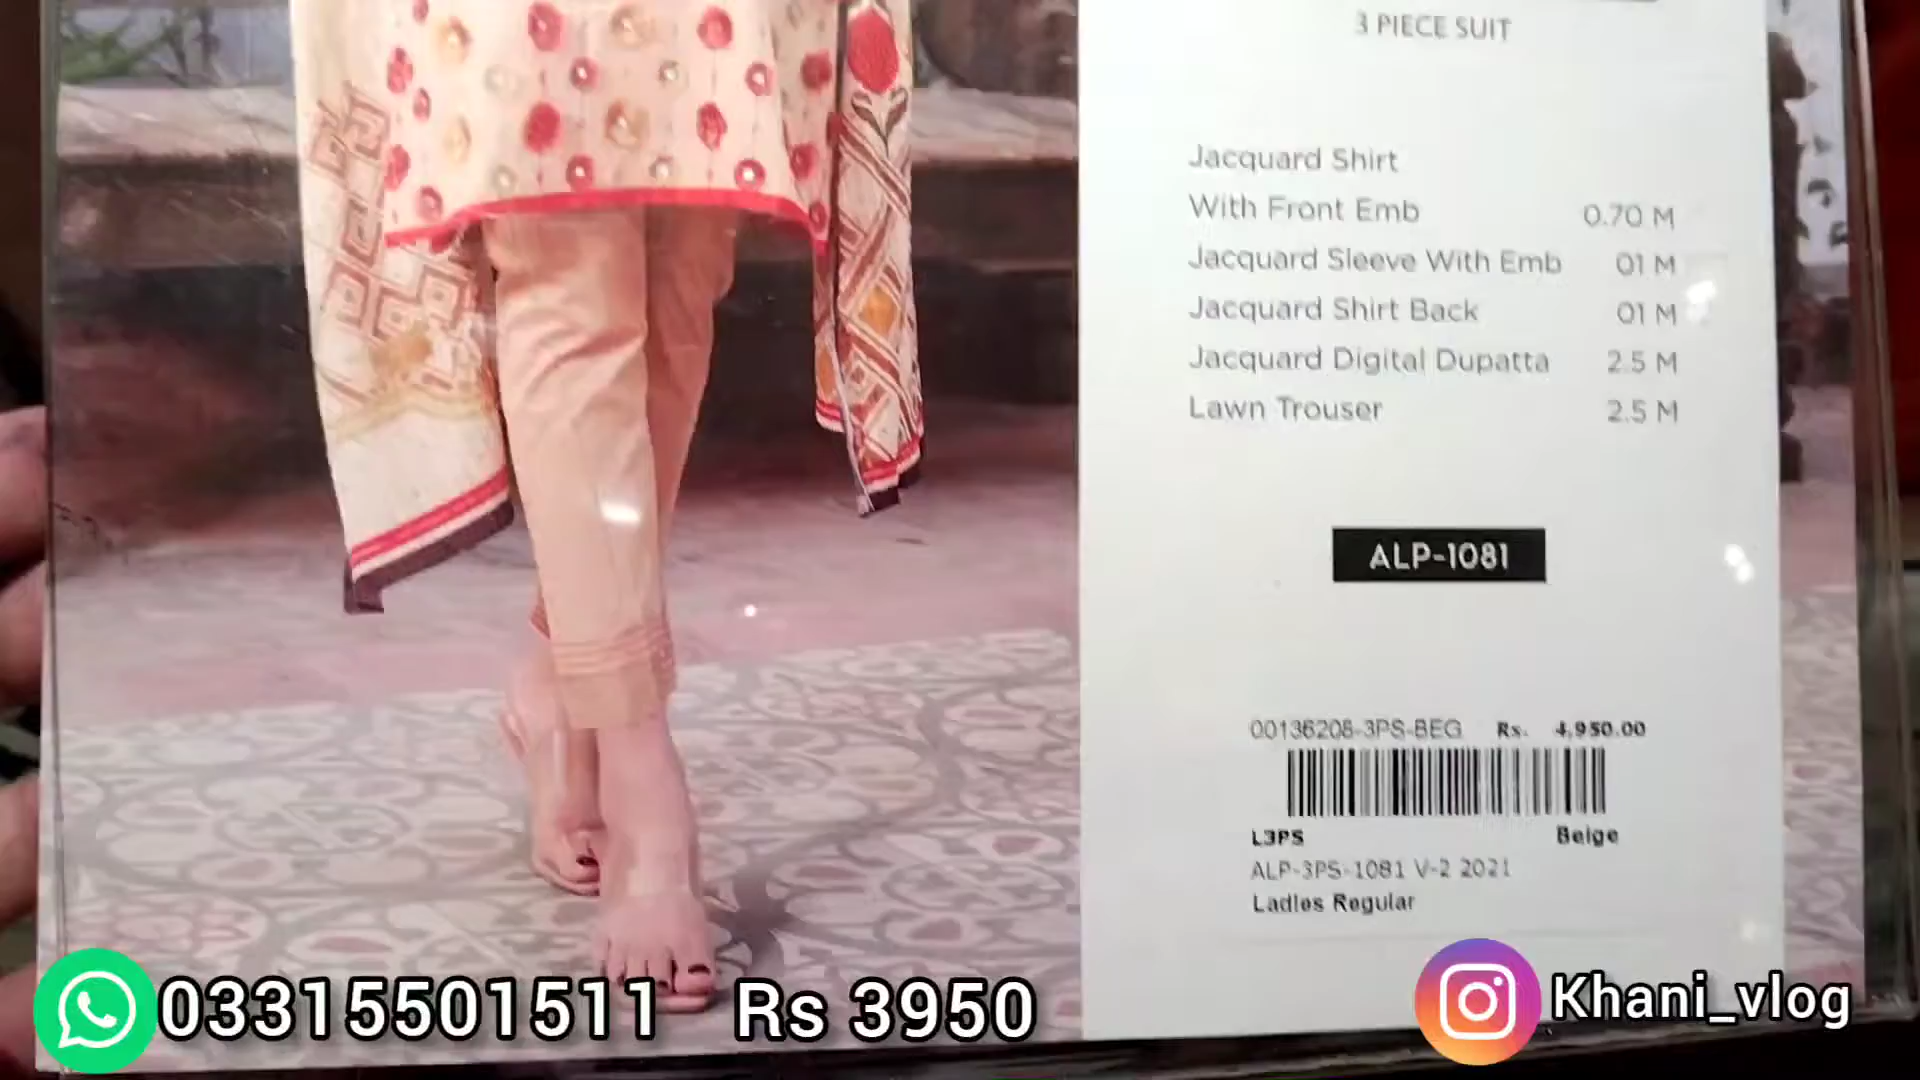 3 PIECE SUIT
Jacquard Shirt
With Front Emb 0.70 M
Jacquard Sleeve With Emb 01 M
Jacquard Shirt Back 01 M
Jacquard Digital Dupatta 2.5 M
Lawn Trouser 2.5 M
ALP-1081
00136208-3PS-BEG Rs. 4,950.00
L3PS Beige
ALP-3PS-1081 V-2 2021
Ladies Regular
03315501511 Rs 3950 Khani_vlog